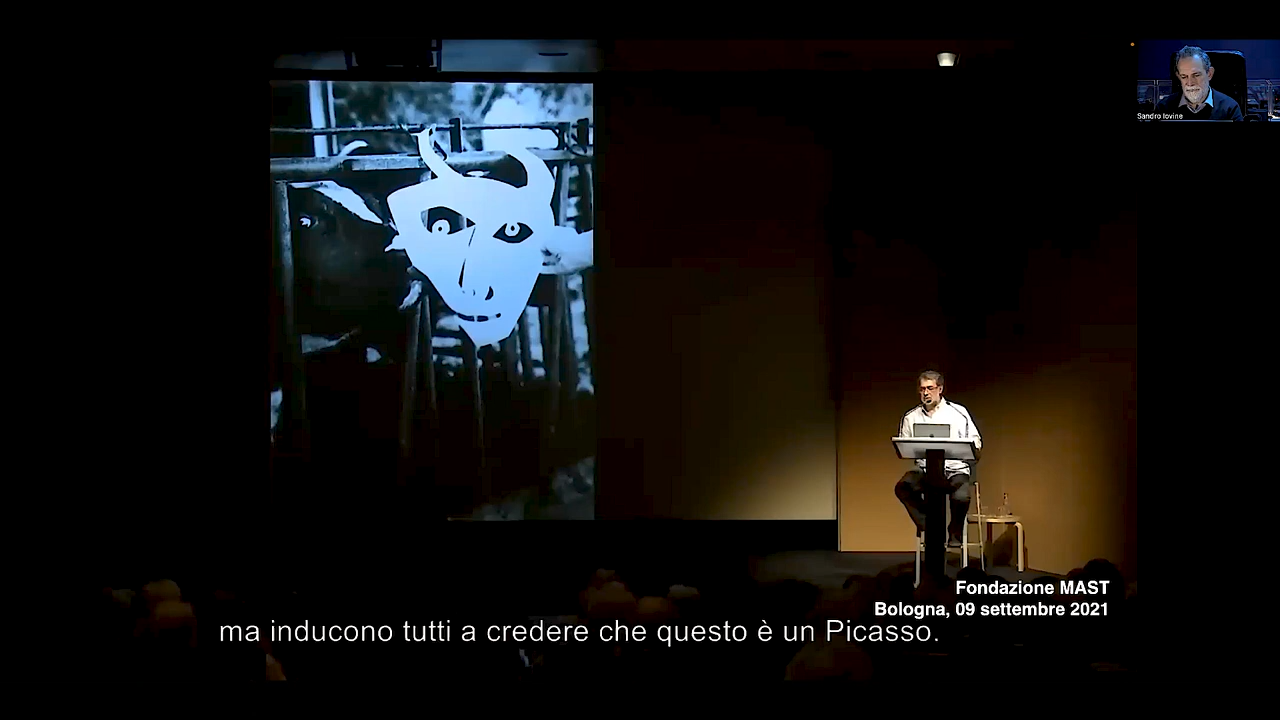 Sandro Iovine
Fondazione MAST
Bologna, 09 settembre 2021
ma inducono tutti a credere che questo è un Picasso.